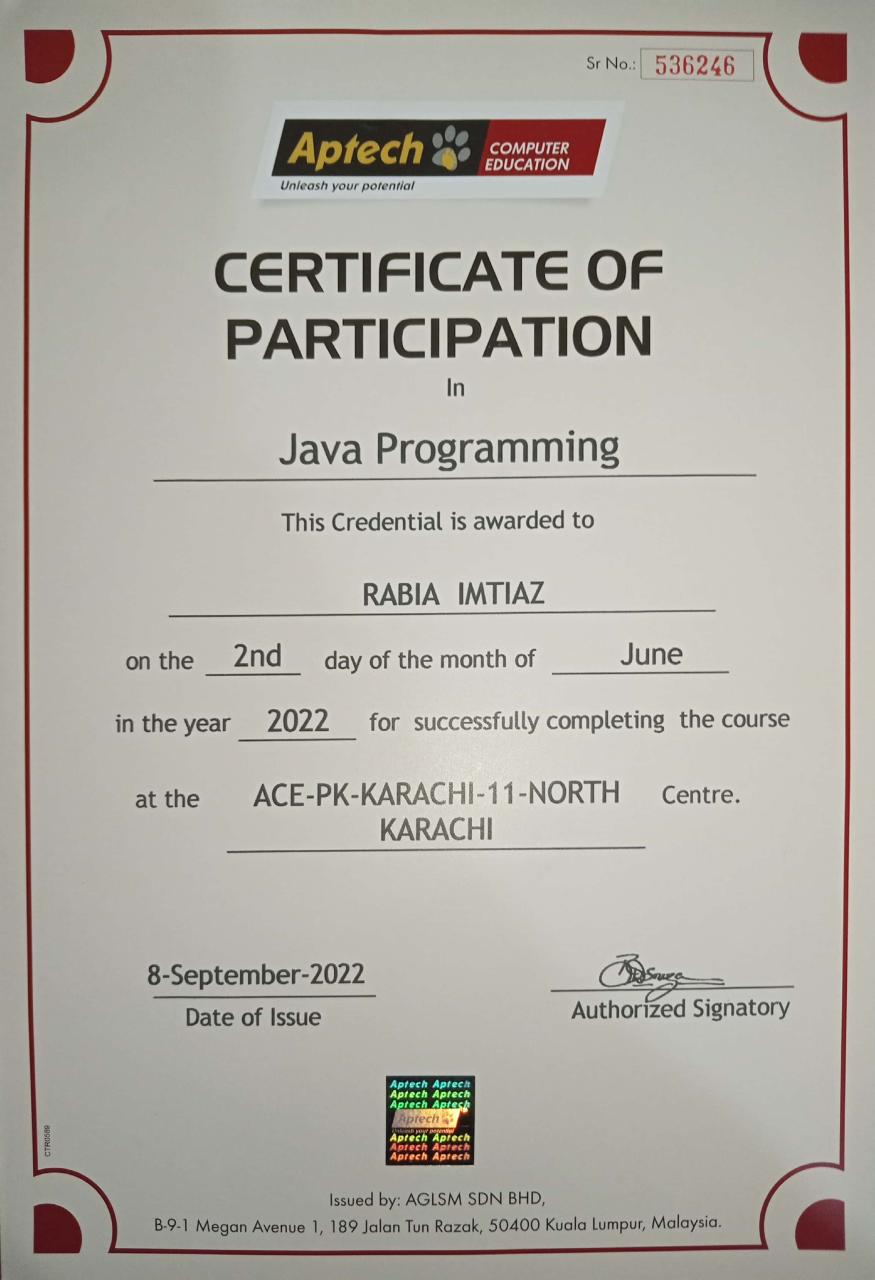 Sr No.: 536246
Aptech COMPUTER EDUCATION
Unleash your potential
CERTIFICATE OF
PARTICIPATION
In
Java Programming
This Credential is awarded to
RABIA IMTIAZ
on the 2nd day of the month of June
in the year 2022 for successfully completing the course
at the ACE-PK-KARACHI-11-NORTH Centre.
KARACHI
8-September-2022
Date of Issue
Authorized Signatory
Aptech Aptech
Aptech Aptech
Aptech Aptech
Aptech
Unleash your potential
Aptech Aptech
Aptech Aptech
Aptech Aptech
CTR0589
Issued by: AGLSM SDN BHD,
B-9-1 Megan Avenue 1, 189 Jalan Tun Razak, 50400 Kuala Lumpur, Malaysia.